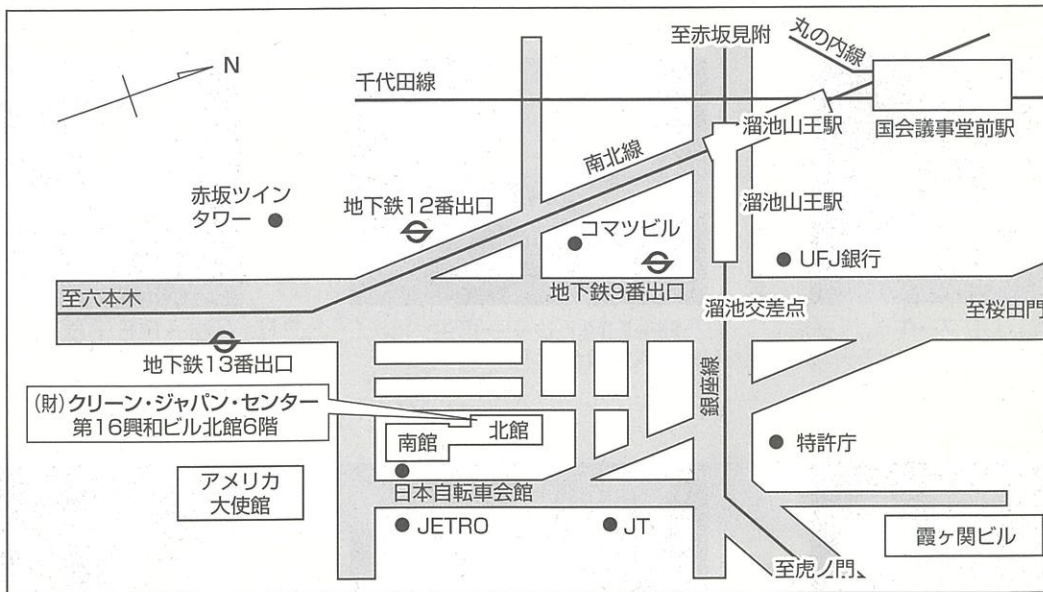 至赤坂見附
丸の内線
N
千代田線
溜池山王駅
国会議事堂前駅
南北線
赤坂ツイン
タワー
地下鉄12番出口
溜池山王駅
コマツビル
UFJ銀行
地下鉄9番出口
至六本木
溜池交差点
至桜田門
地下鉄13番出口
銀座線
(財)クリーン・ジャパン・センター
第16興和ビル北館6階
北館
南館
特許庁
アメリカ
大使館
日本自転車会館
JETRO
JT
霞ヶ関ビル
至虎ノ門